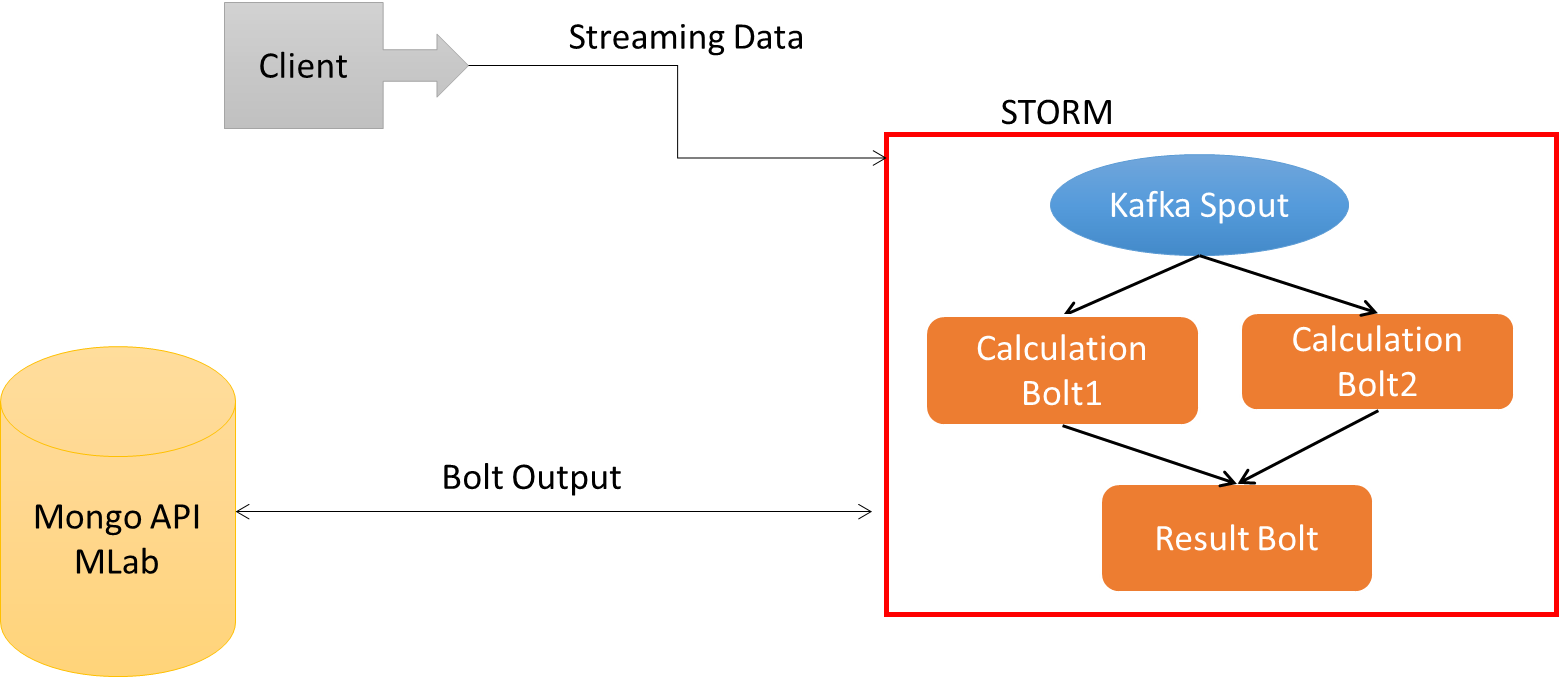 Streaming Data
Client
STORM
Kafka Spout
Calculation
Bolt1
Calculation
Bolt2
Bolt Output
Mongo API
MLab
Result Bolt